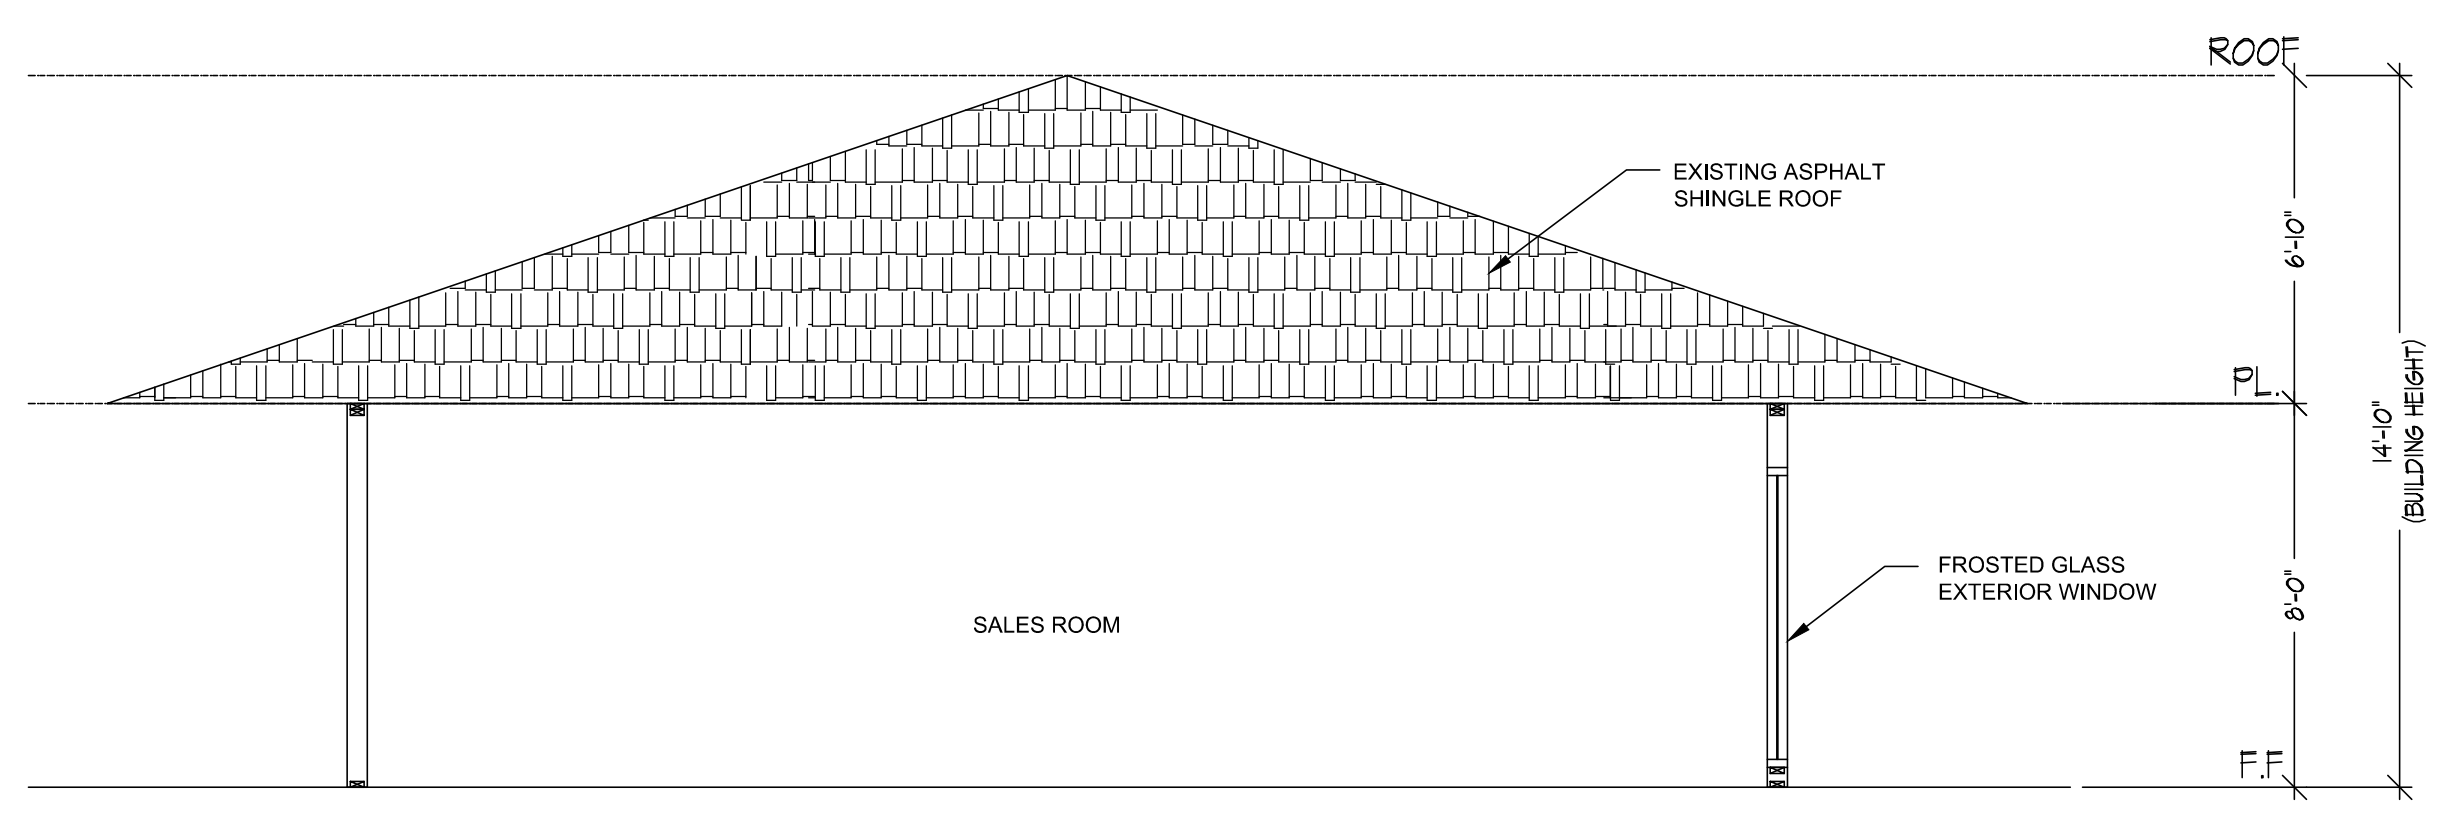 ROOF
EXISTING ASPHALT
SHINGLE ROOF
6'-10"
PL.
14'-10"
(BUILDING HEIGHT)
FROSTED GLASS
EXTERIOR WINDOW
8'-0"
SALES ROOM
F.F